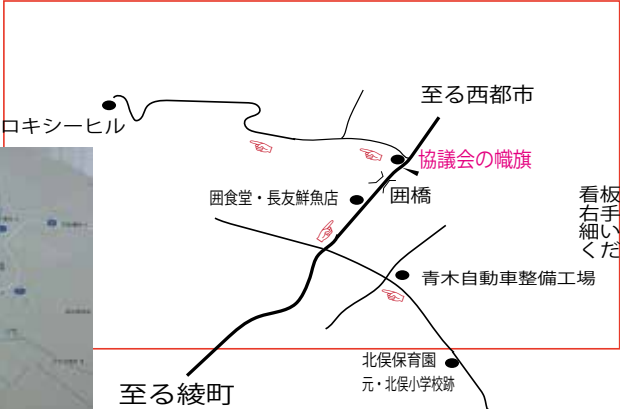 至る西都市
ロキシーヒル
協議会の幟旗
囲食堂・長友鮮魚店
囲橋
看板
右手
細い
くだ
青木自動車整備工場
北俣保育園
元・北俣小学校跡
至る綾町